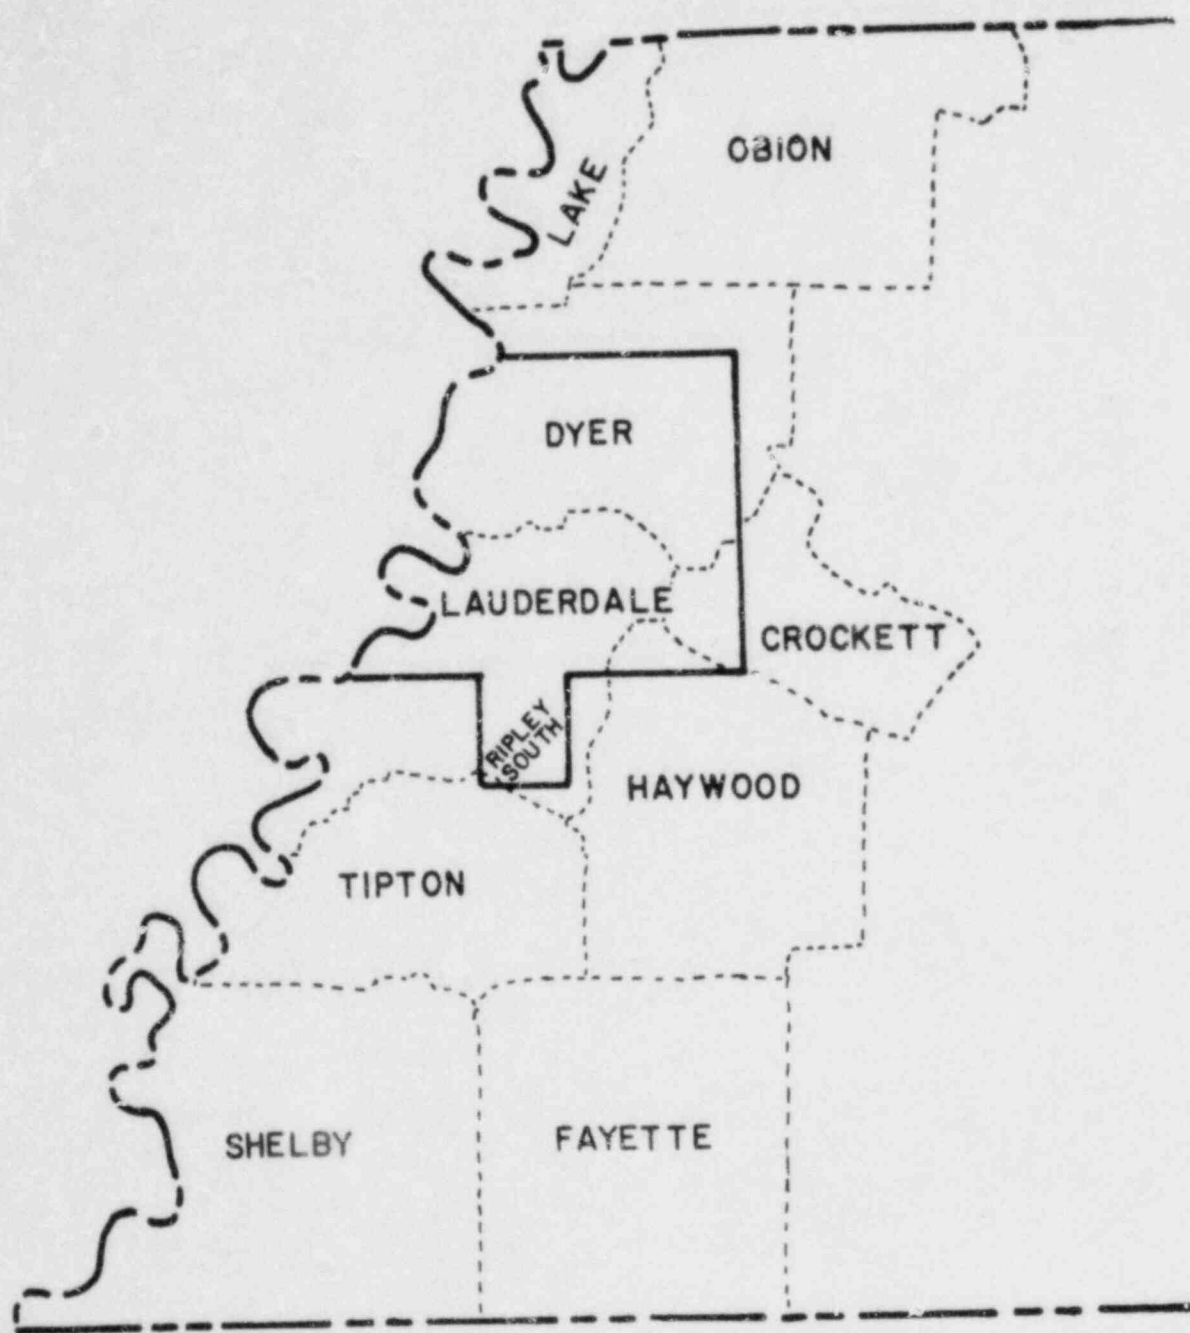 OBION
LAKE
DYER
LAUDERDALE
CROCKETT
RIPLEY
SOUTH
HAYWOOD
TIPTON
SHELBY
FAYETTE